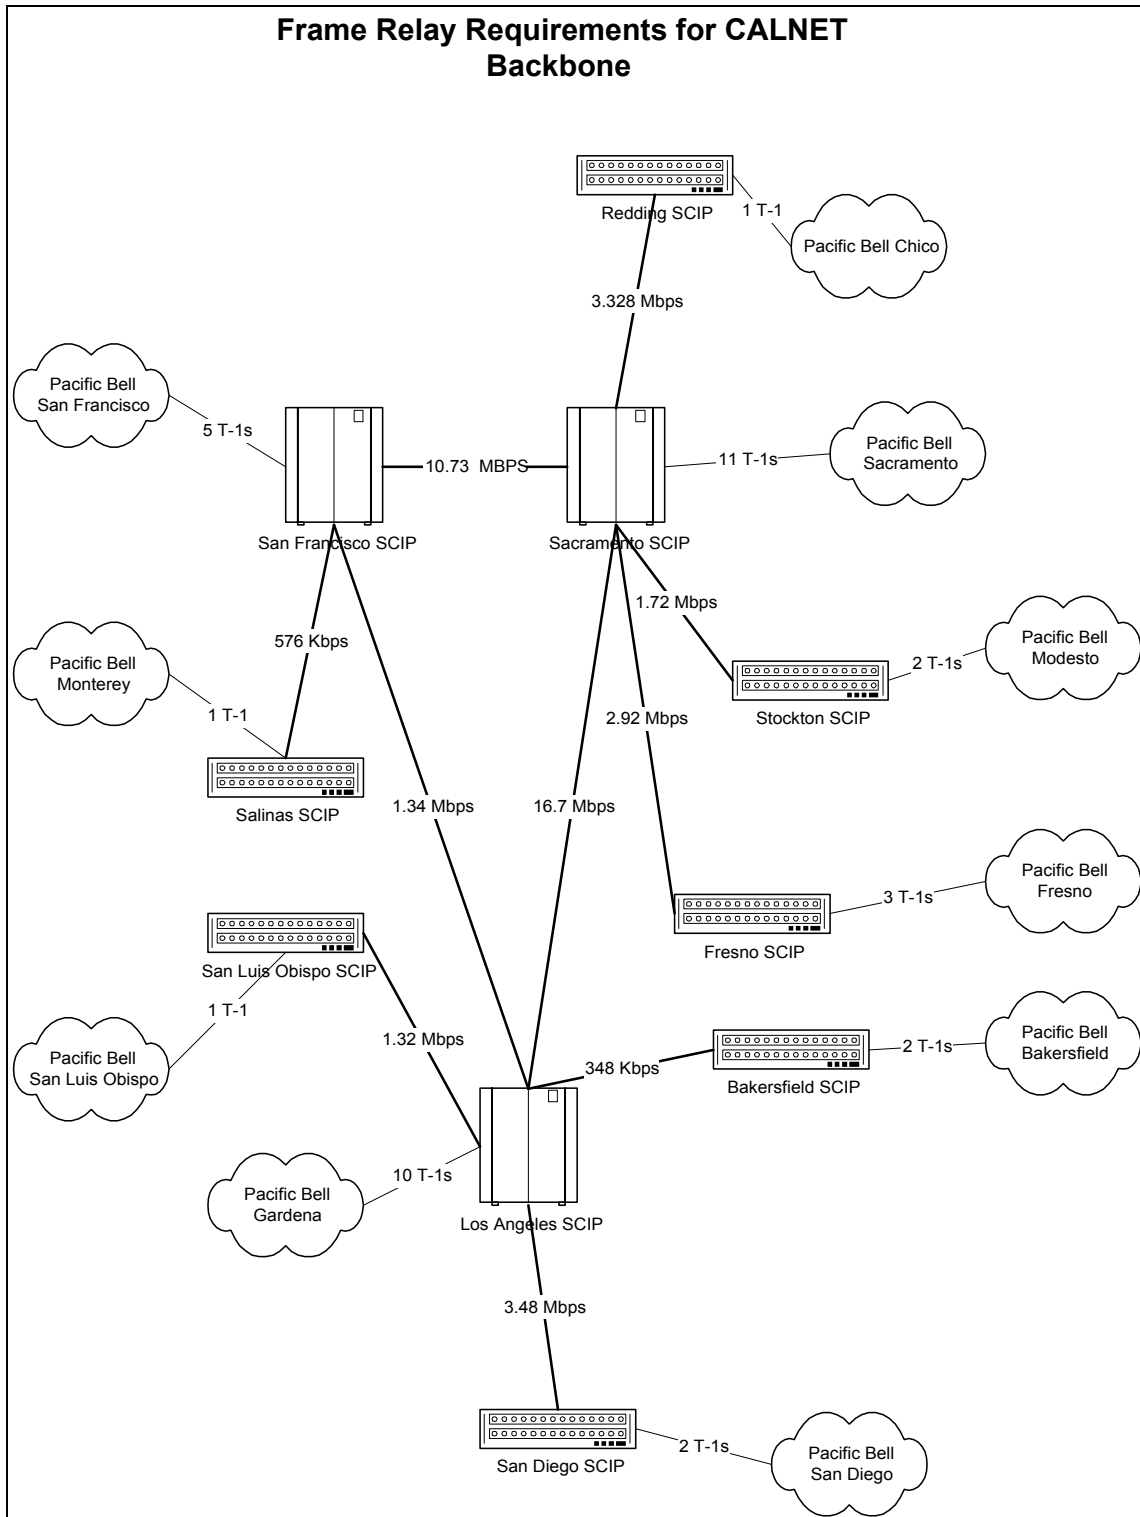 Frame Relay Requirements for CALNET
Backbone
Redding SCIP
1 T-1
Pacific Bell Chico
3.328 Mbps
Pacific Bell
San Francisco
5 T-1s
10.73 MBPS
11 T-1s
Pacific Bell
Sacramento
San Francisco SCIP
Sacramento SCIP
1.72 Mbps
576 Kbps
Pacific Bell
Monterey
2 T-1s
Pacific Bell
Modesto
1 T-1
2.92 Mbps
Stockton SCIP
Salinas SCIP
1.34 Mbps
16.7 Mbps
Pacific Bell
Fresno
3 T-1s
Fresno SCIP
San Luis Obispo SCIP
1 T-1
1.32 Mbps
Pacific Bell
San Luis Obispo
348 Kbps
2 T-1s
Pacific Bell
Bakersfield
Bakersfield SCIP
10 T-1s
Pacific Bell
Gardena
Los Angeles SCIP
3.48 Mbps
2 T-1s
San Diego SCIP
Pacific Bell
San Diego